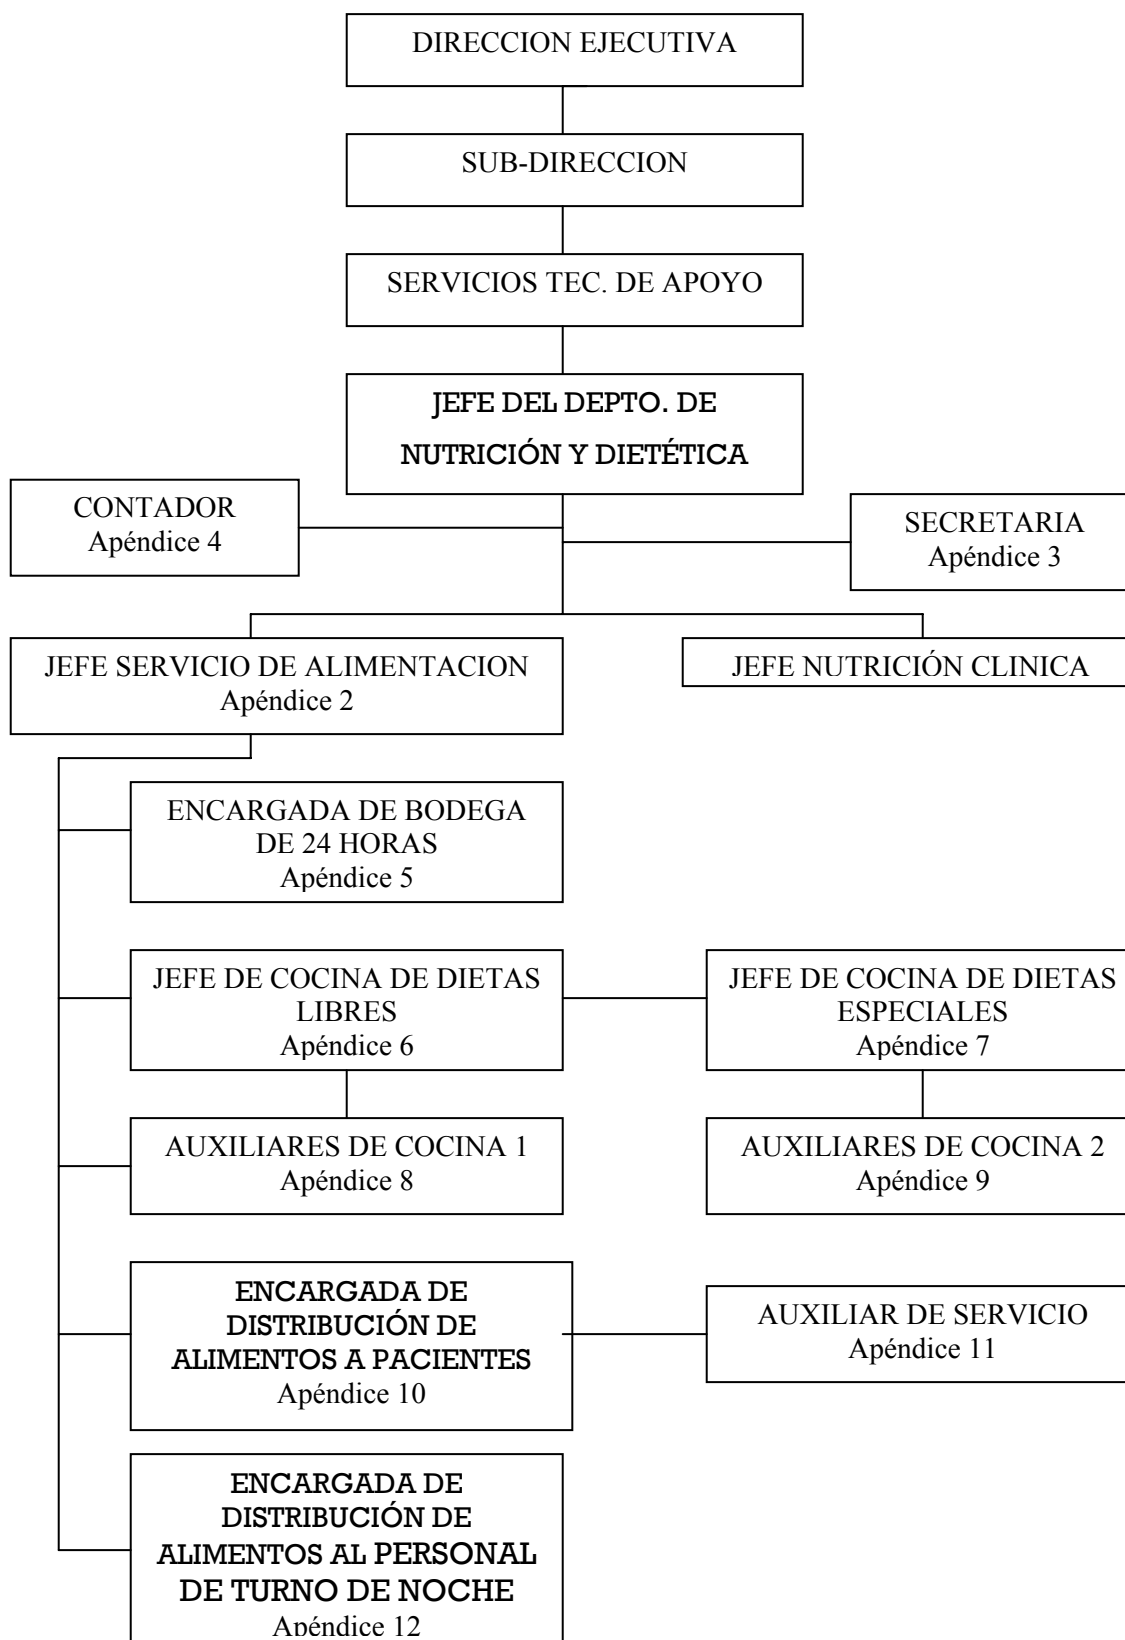 DIRECCION EJECUTIVA
SUB-DIRECCION
SERVICIOS TEC. DE APOYO
JEFE DEL DEPTO. DE
NUTRICIÓN Y DIETÉTICA
CONTADOR
Apéndice 4
SECRETARIA
Apéndice 3
JEFE SERVICIO DE ALIMENTACION
Apéndice 2
JEFE NUTRICIÓN CLINICA
ENCARGADA DE BODEGA
DE 24 HORAS
Apéndice 5
JEFE DE COCINA DE DIETAS
LIBRES
Apéndice 6
JEFE DE COCINA DE DIETAS
ESPECIALES
Apéndice 7
AUXILIARES DE COCINA 1
Apéndice 8
AUXILIARES DE COCINA 2
Apéndice 9
ENCARGADA DE
DISTRIBUCIÓN DE
ALIMENTOS A PACIENTES
Apéndice 10
AUXILIAR DE SERVICIO
Apéndice 11
ENCARGADA DE
DISTRIBUCIÓN DE
ALIMENTOS AL PERSONAL
DE TURNO DE NOCHE
Apéndice 12